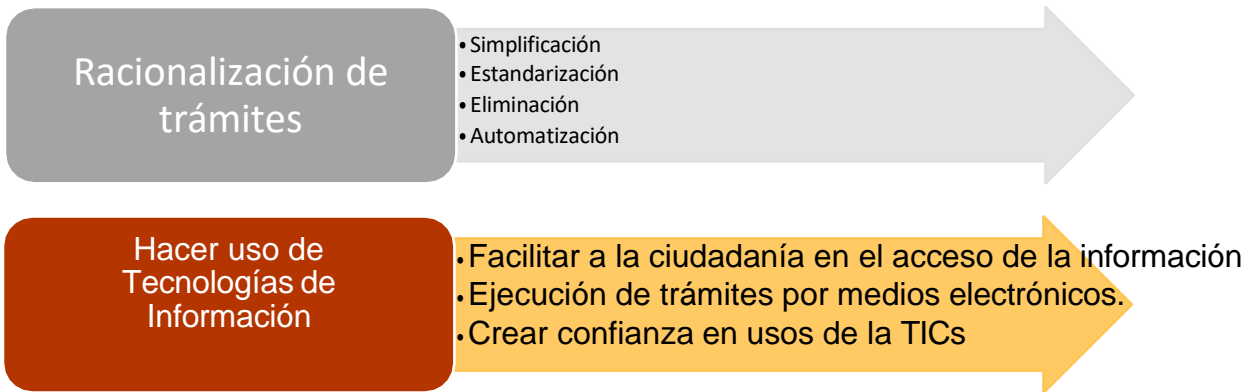 Racionalización de
trámites
• Simplificación
• Estandarización
• Eliminación
• Automatización
Hacer uso de
Tecnologías de
Información
• Facilitar a la ciudadanía en el acceso de la información
• Ejecución de trámites por medios electrónicos.
• Crear confianza en usos de la TICs